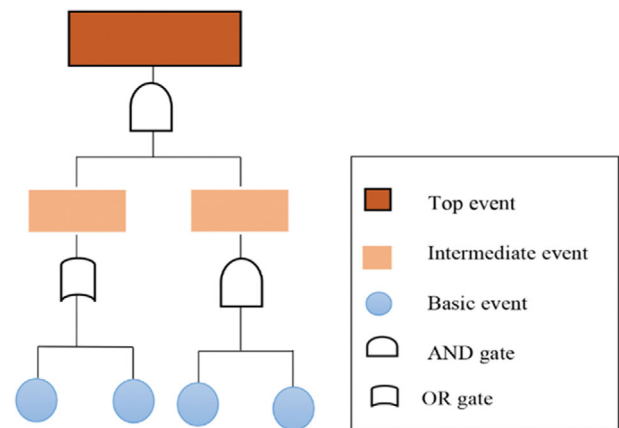 Top event
Intermediate event
Basic event
AND gate
OR gate